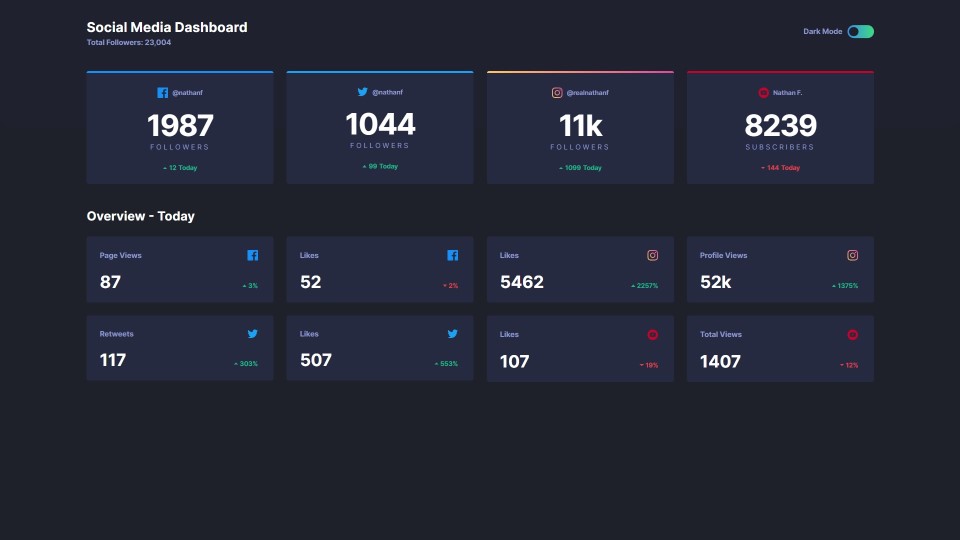 Social Media Dashboard
Total Followers: 23,004
Dark Mode
@nathanf
1987
FOLLOWERS
12 Today
@nathanf
1044
FOLLOWERS
99 Today
@realnathanf
11k
FOLLOWERS
1099 Today
Nathan F.
8239
SUBSCRIBERS
144 Today
Overview - Today
Page Views
87
3%
Likes
52
2%
Likes
5462
2257%
Profile Views
52k
1375%
Retweets
117
303%
Likes
507
553%
Likes
107
19%
Total Views
1407
12%